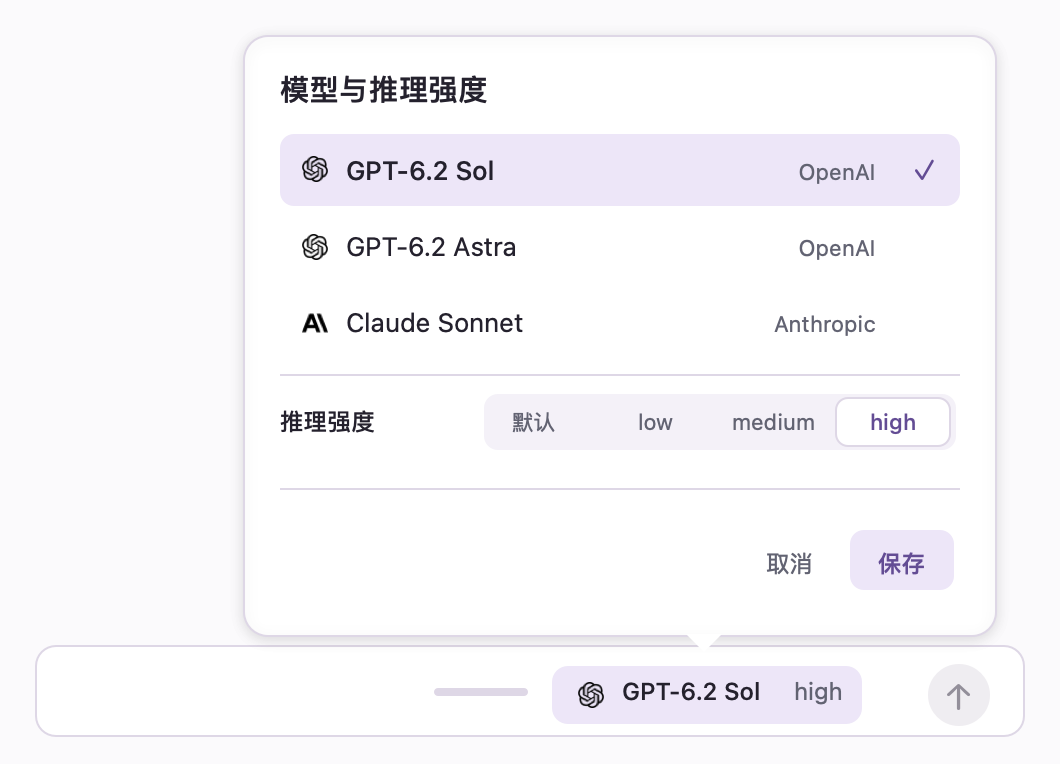 模型与推理强度
GPT-6.2 Sol OpenAI
GPT-6.2 Astra OpenAI
Claude Sonnet Anthropic
推理强度 默认 low medium high
取消 保存
GPT-6.2 Sol high